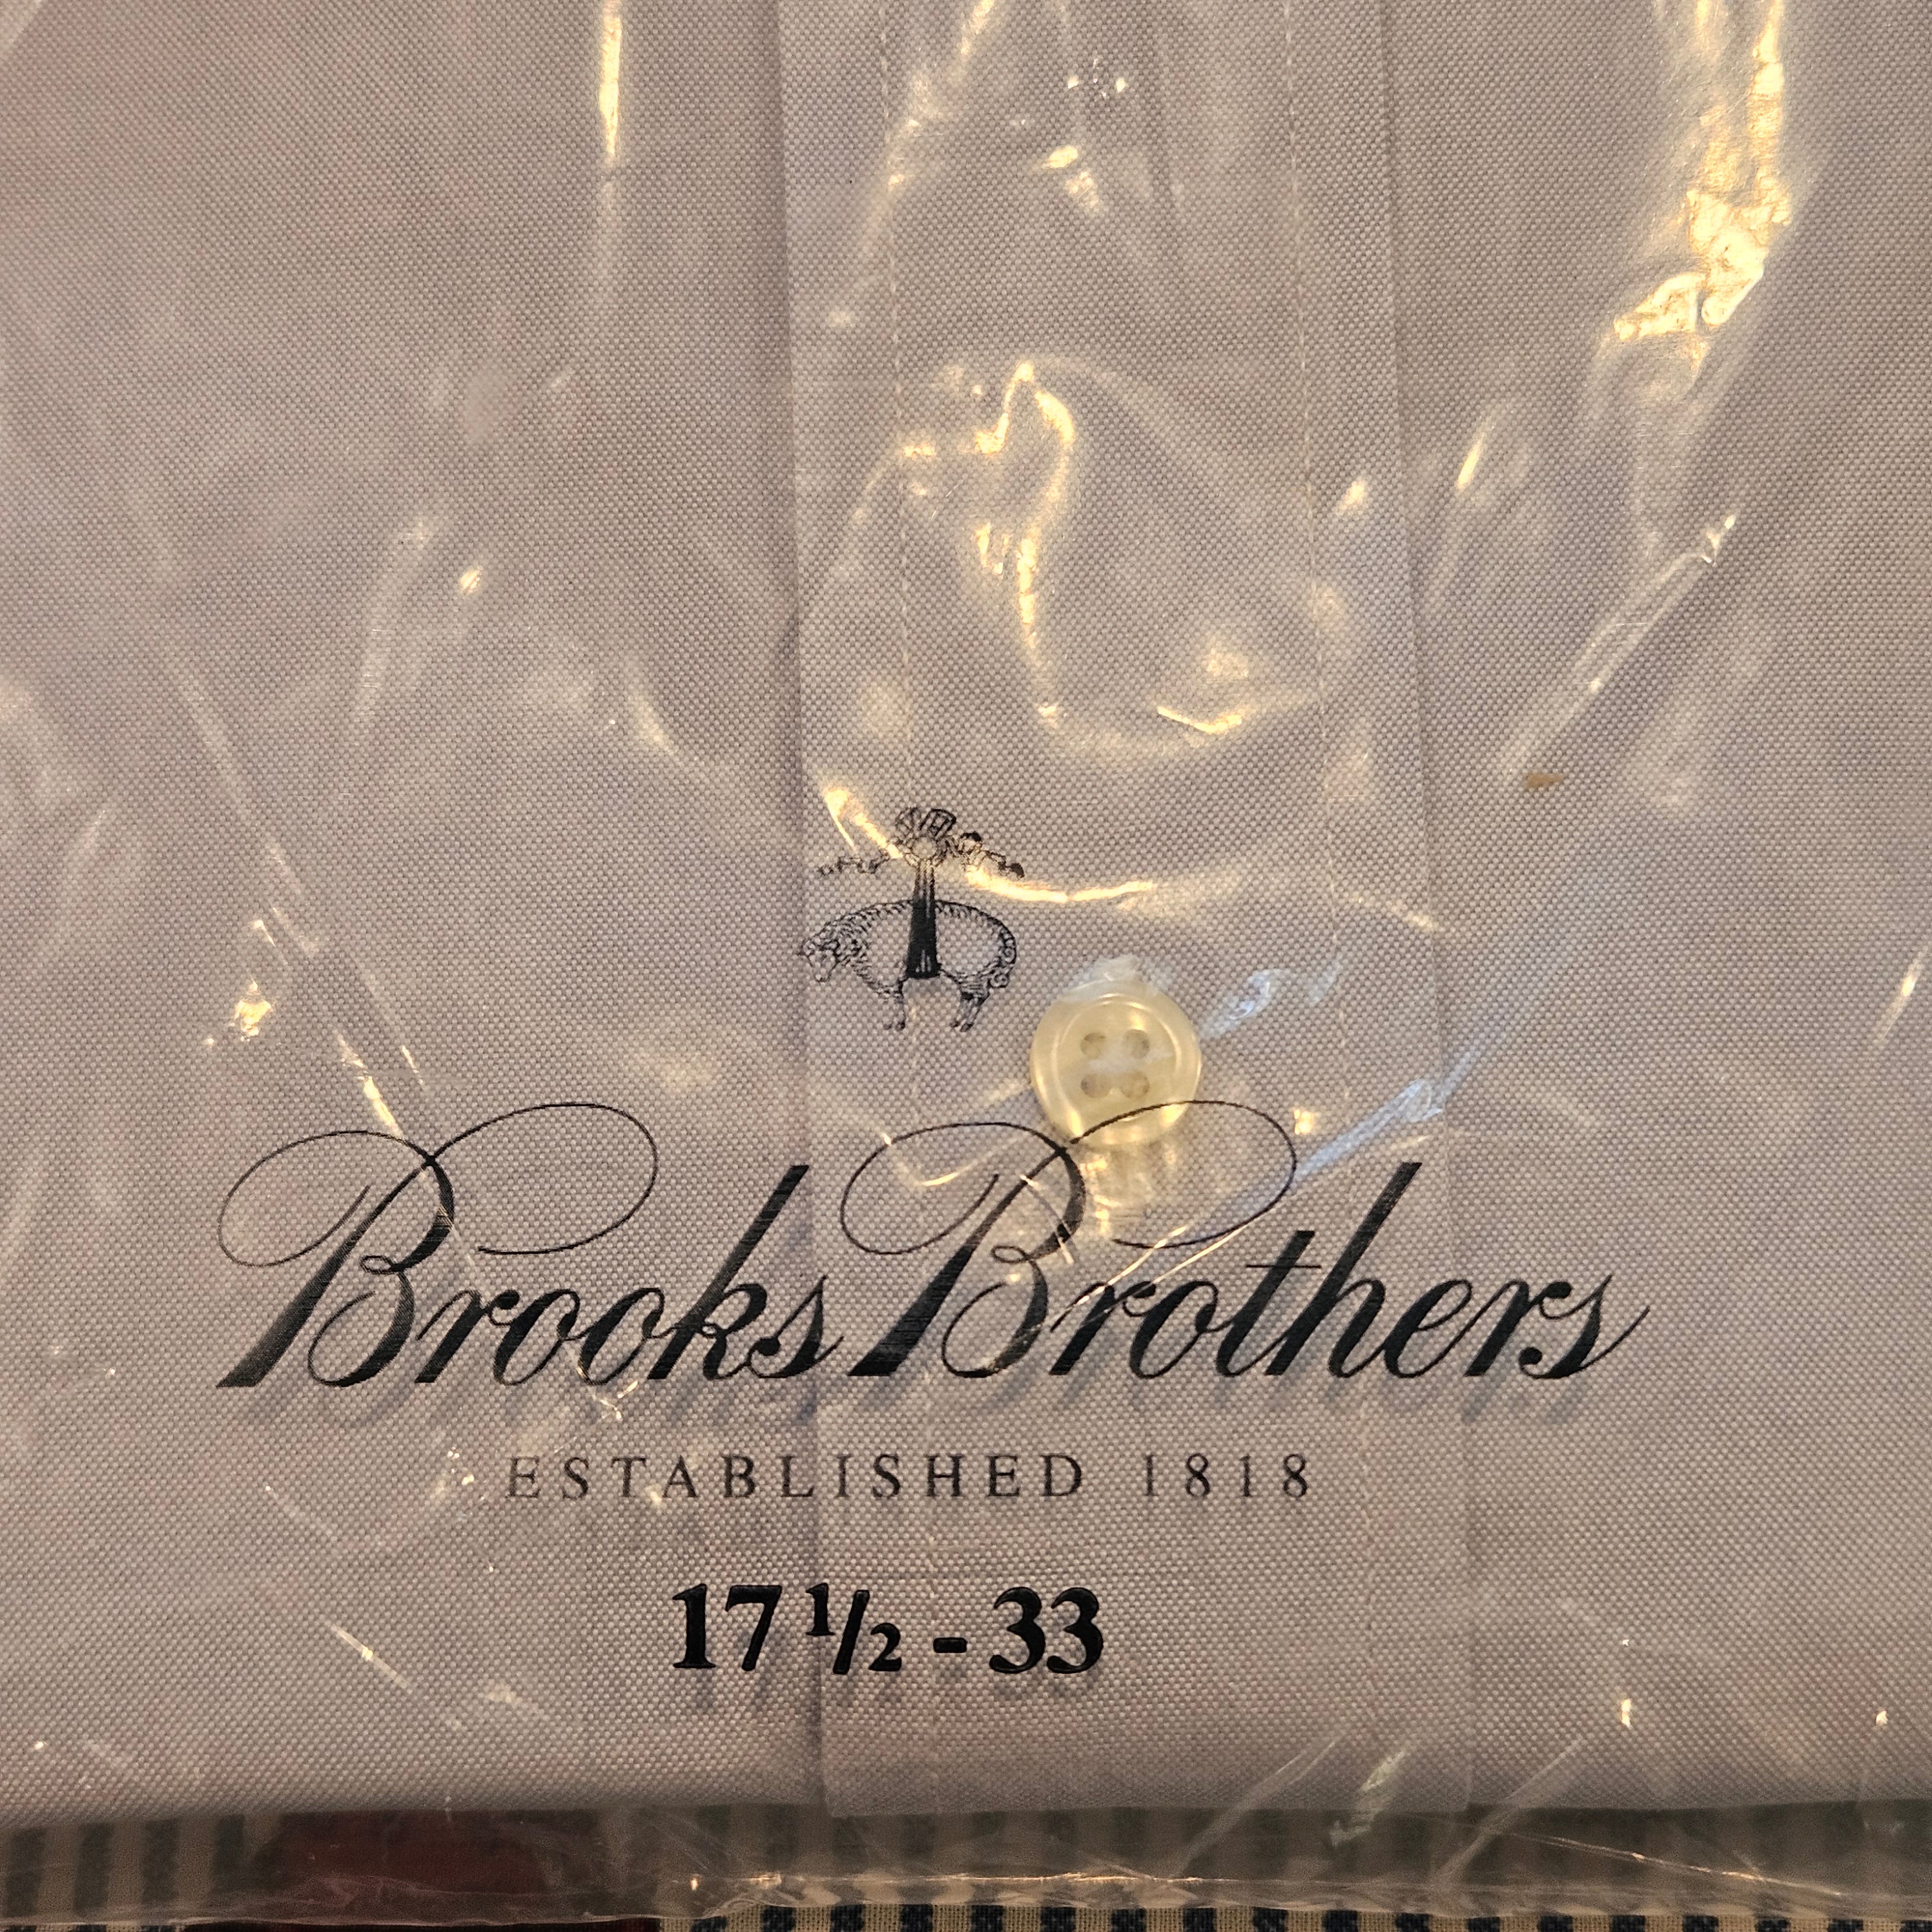 Brooks Brothers
ESTABLISHED 1818
17 1/2 - 33